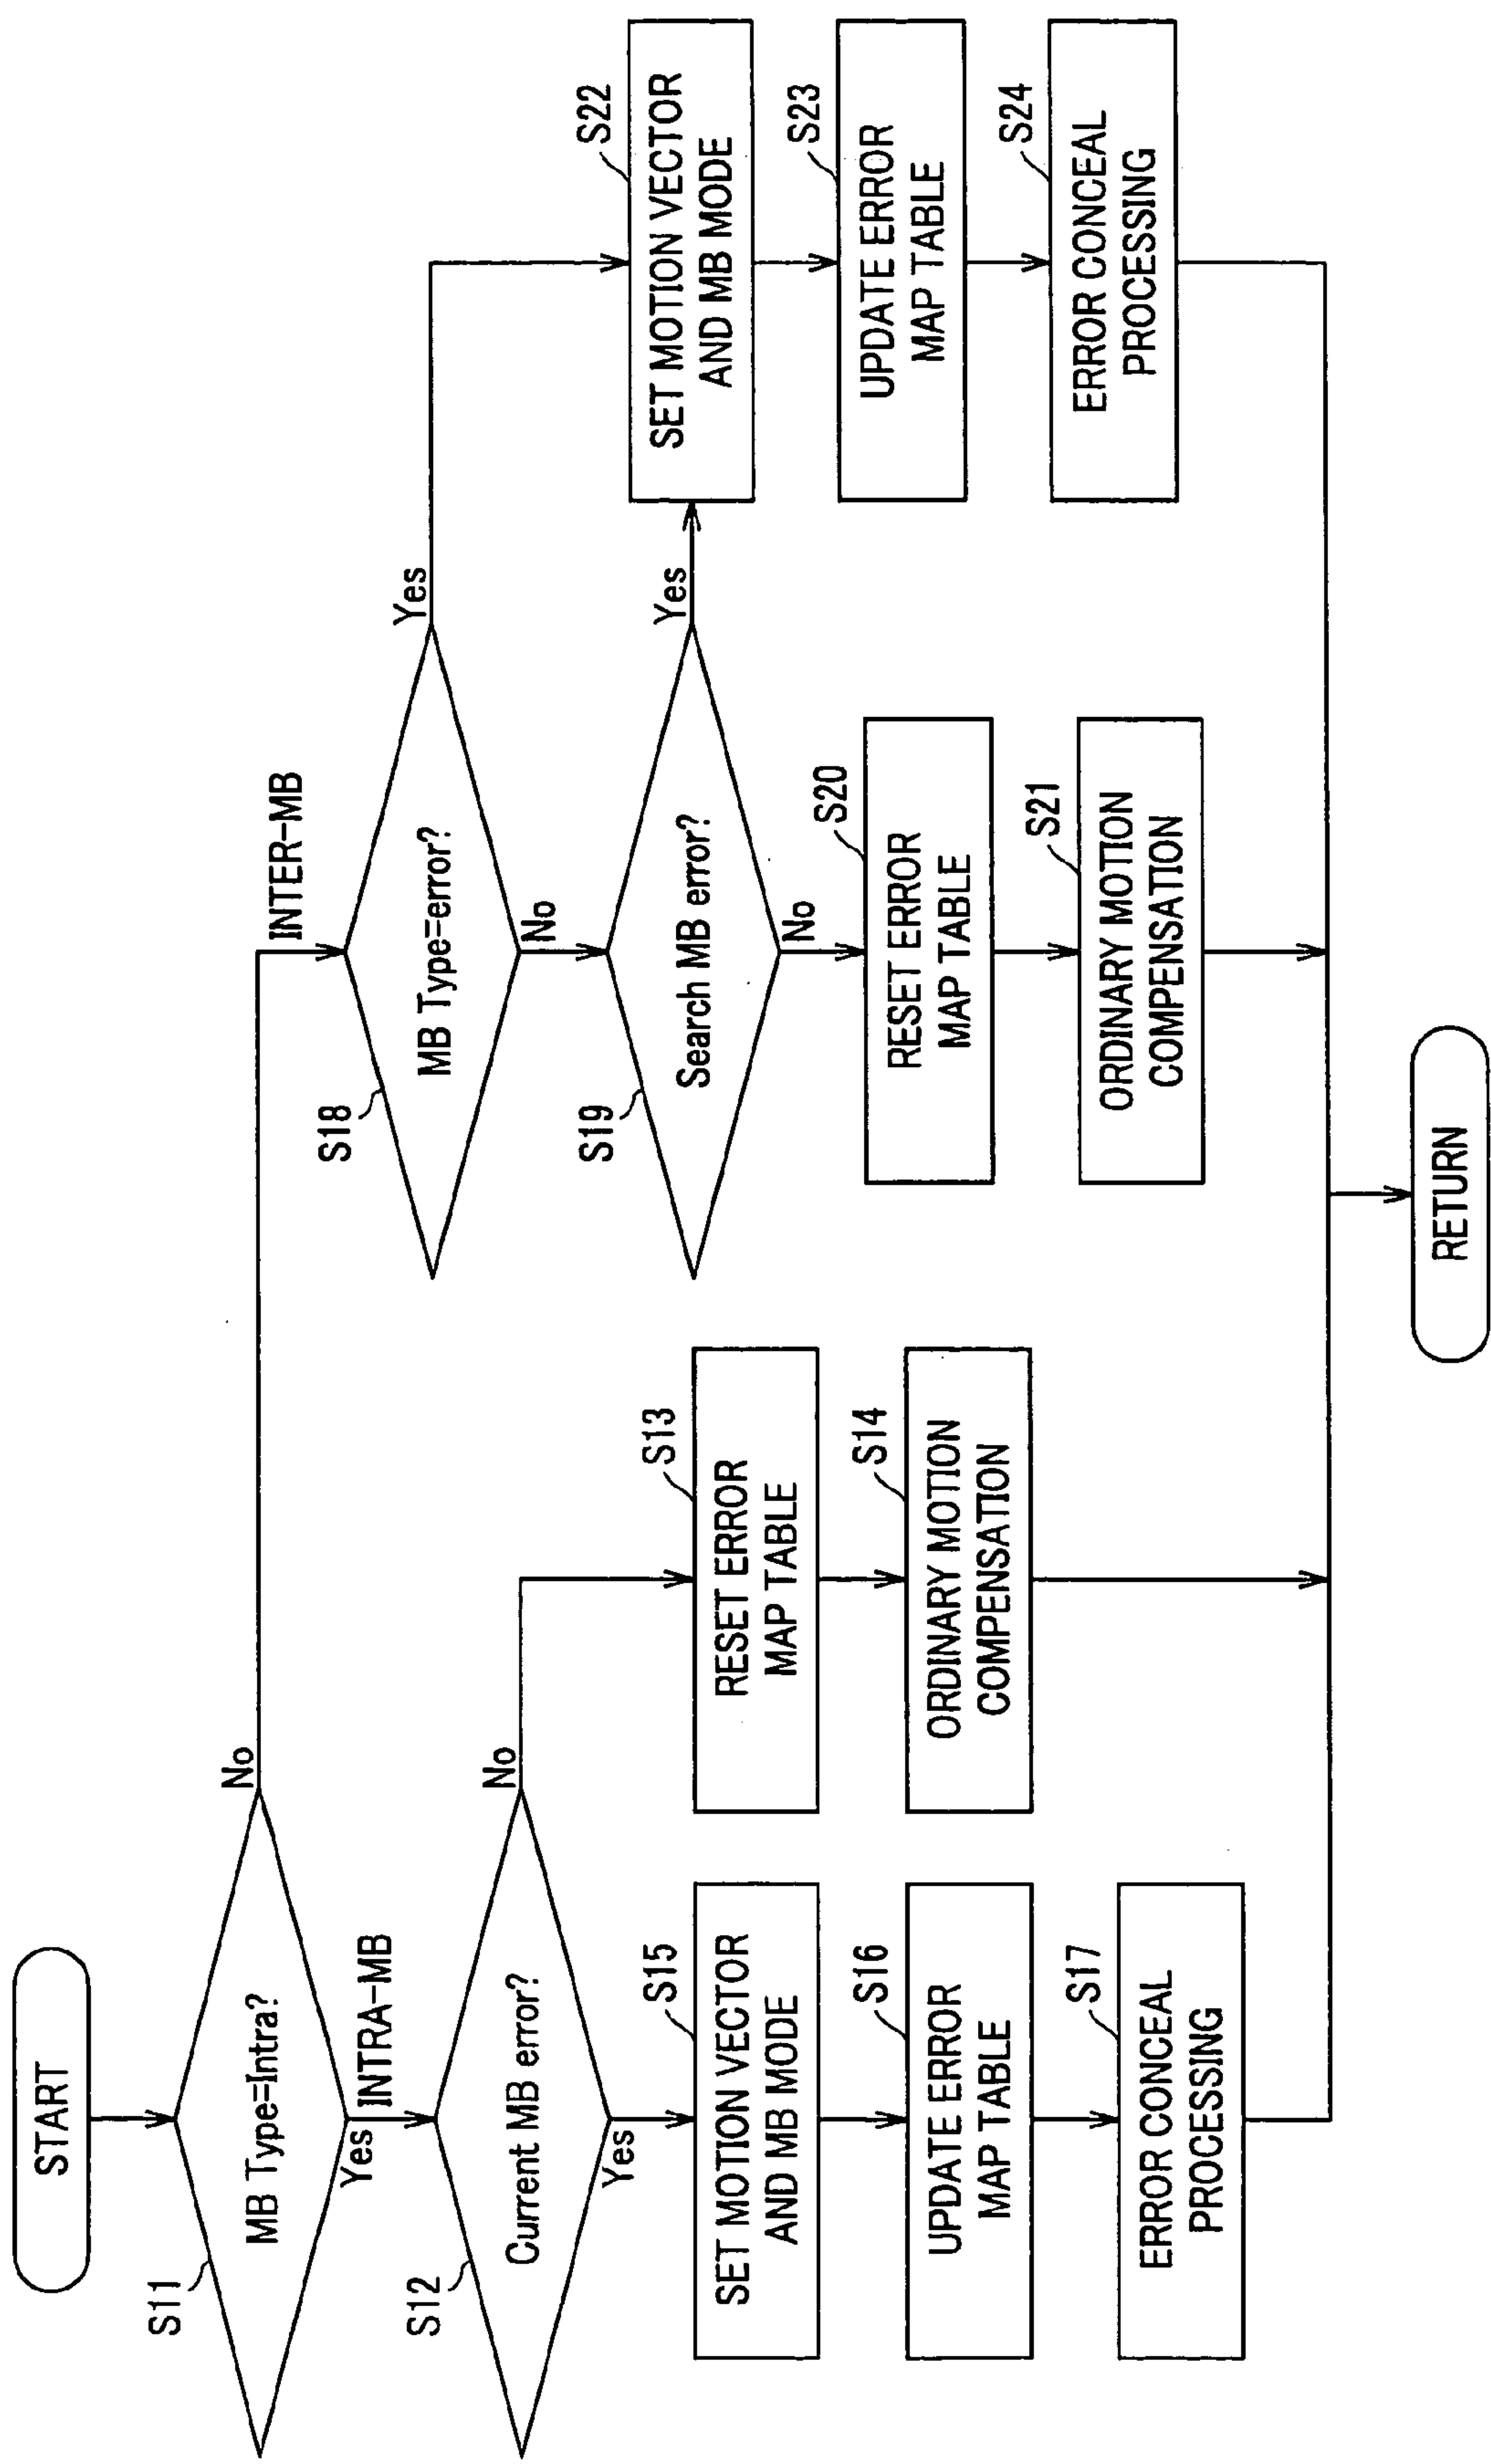 START
S11
MB Type=Intra?
No
Yes
INTRA-MB
S12
Current MB error?
No
Yes
S13
RESET ERROR
MAP TABLE
S14
ORDINARY MOTION
COMPENSATION
S15
SET MOTION VECTOR
AND MB MODE
S16
UPDATE ERROR
MAP TABLE
S17
ERROR CONCEAL
PROCESSING
INTER-MB
S18
MB Type=error?
Yes
No
S19
Search MB error?
Yes
No
S20
RESET ERROR
MAP TABLE
S21
ORDINARY MOTION
COMPENSATION
S22
SET MOTION VECTOR
AND MB MODE
S23
UPDATE ERROR
MAP TABLE
S24
ERROR CONCEAL
PROCESSING
RETURN